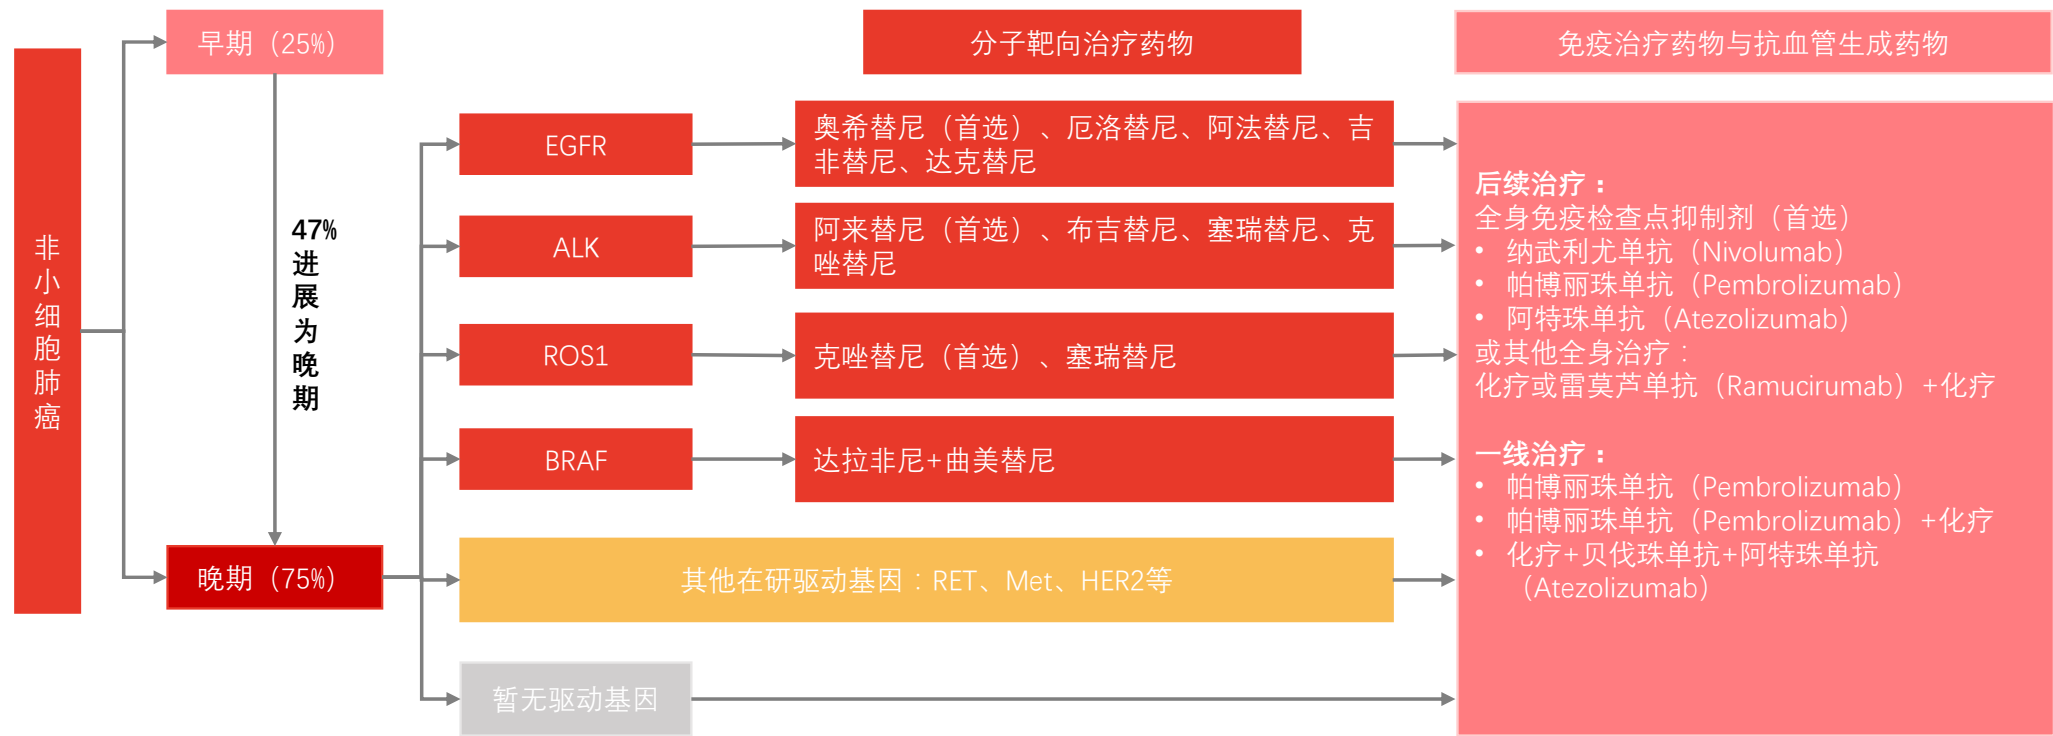 非
小
细
胞
肺
癌
早期（25%）
47%
进
展
为
晚
期
晚期（75%）
分子靶向治疗药物
免疫治疗药物与抗血管生成药物
EGFR
奥希替尼（首选）、厄洛替尼、阿法替尼、吉
非替尼、达克替尼
ALK
阿来替尼（首选）、布吉替尼、塞瑞替尼、克
唑替尼
ROS1
克唑替尼（首选）、塞瑞替尼
BRAF
达拉非尼+曲美替尼
其他在研驱动基因：RET、Met、HER2等
暂无驱动基因
后续治疗：
全身免疫检查点抑制剂（首选）
• 纳武利尤单抗（Nivolumab）
• 帕博丽珠单抗（Pembrolizumab）
• 阿特珠单抗（Atezolizumab）
或其他全身治疗：
化疗或雷莫芦单抗（Ramucirumab）+化疗
一线治疗：
• 帕博丽珠单抗（Pembrolizumab）
• 帕博丽珠单抗（Pembrolizumab）+化疗
• 化疗+贝伐珠单抗+阿特珠单抗
（Atezolizumab）